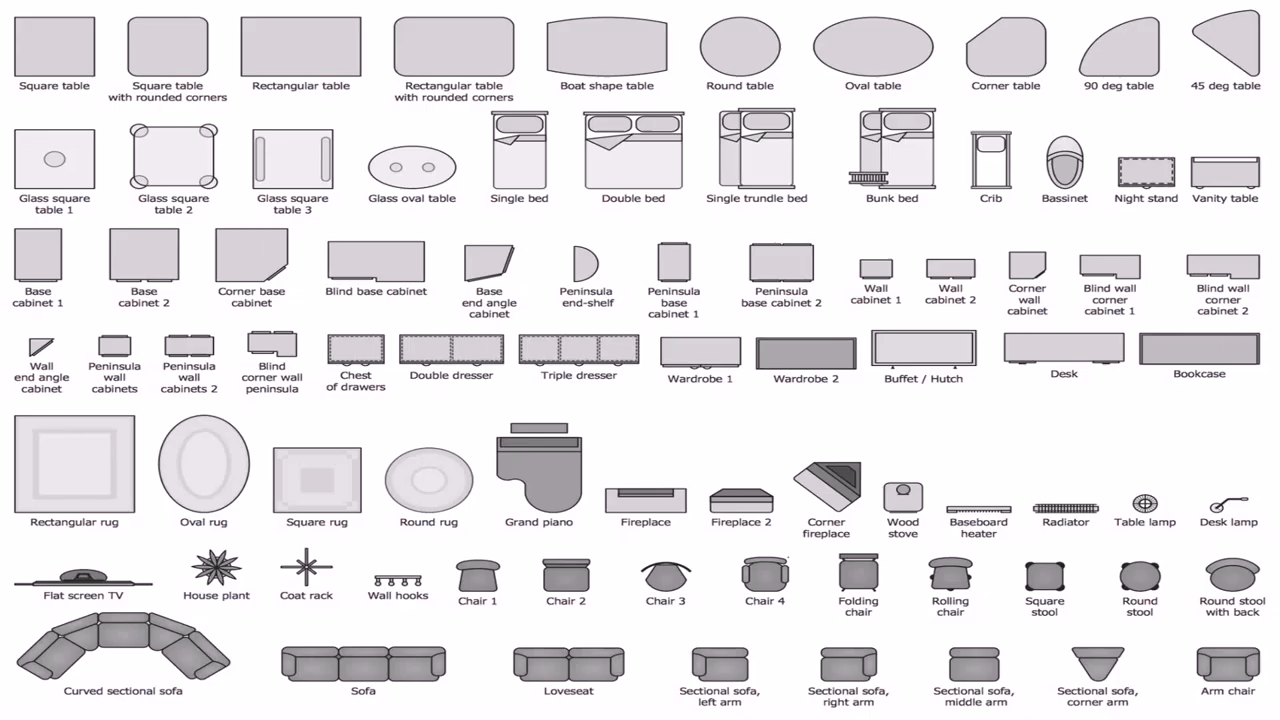 Square table
Square table
with rounded corners
Rectangular table
Rectangular table
with rounded corners
Boat shape table
Round table
Oval table
Corner table
90 deg table
45 deg table
Glass square
table 1
Glass square
table 2
Glass square
table 3
Glass oval table
Single bed
Double bed
Single trundle bed
Bunk bed
Crib
Bassinet
Night stand
Vanity table
Base
cabinet 1
Base
cabinet 2
Corner base
cabinet
Blind base cabinet
Base
end angle
cabinet
Peninsula
end-shelf
Peninsula
base
cabinet 1
Peninsula
base cabinet 2
Wall
cabinet 1
Wall
cabinet 2
Corner
wall
cabinet
Blind wall
corner
cabinet 1
Blind wall
corner
cabinet 2
Wall
end angle
cabinet
Peninsula
wall
cabinets
Peninsula
wall
cabinets 2
Blind
corner wall
peninsula
Chest
of drawers
Double dresser
Triple dresser
Wardrobe 1
Wardrobe 2
Buffet / Hutch
Desk
Bookcase
Rectangular rug
Oval rug
Square rug
Round rug
Grand piano
Fireplace
Fireplace 2
Corner
fireplace
Wood
stove
Baseboard
heater
Radiator
Table lamp
Desk lamp
Flat screen TV
House plant
Coat rack
Wall hooks
Chair 1
Chair 2
Chair 3
Chair 4
Folding
chair
Rolling
chair
Square
stool
Round
stool
Round stool
with back
Curved sectional sofa
Sofa
Loveseat
Sectional sofa,
left arm
Sectional sofa,
right arm
Sectional sofa,
middle arm
Sectional sofa,
corner arm
Arm chair